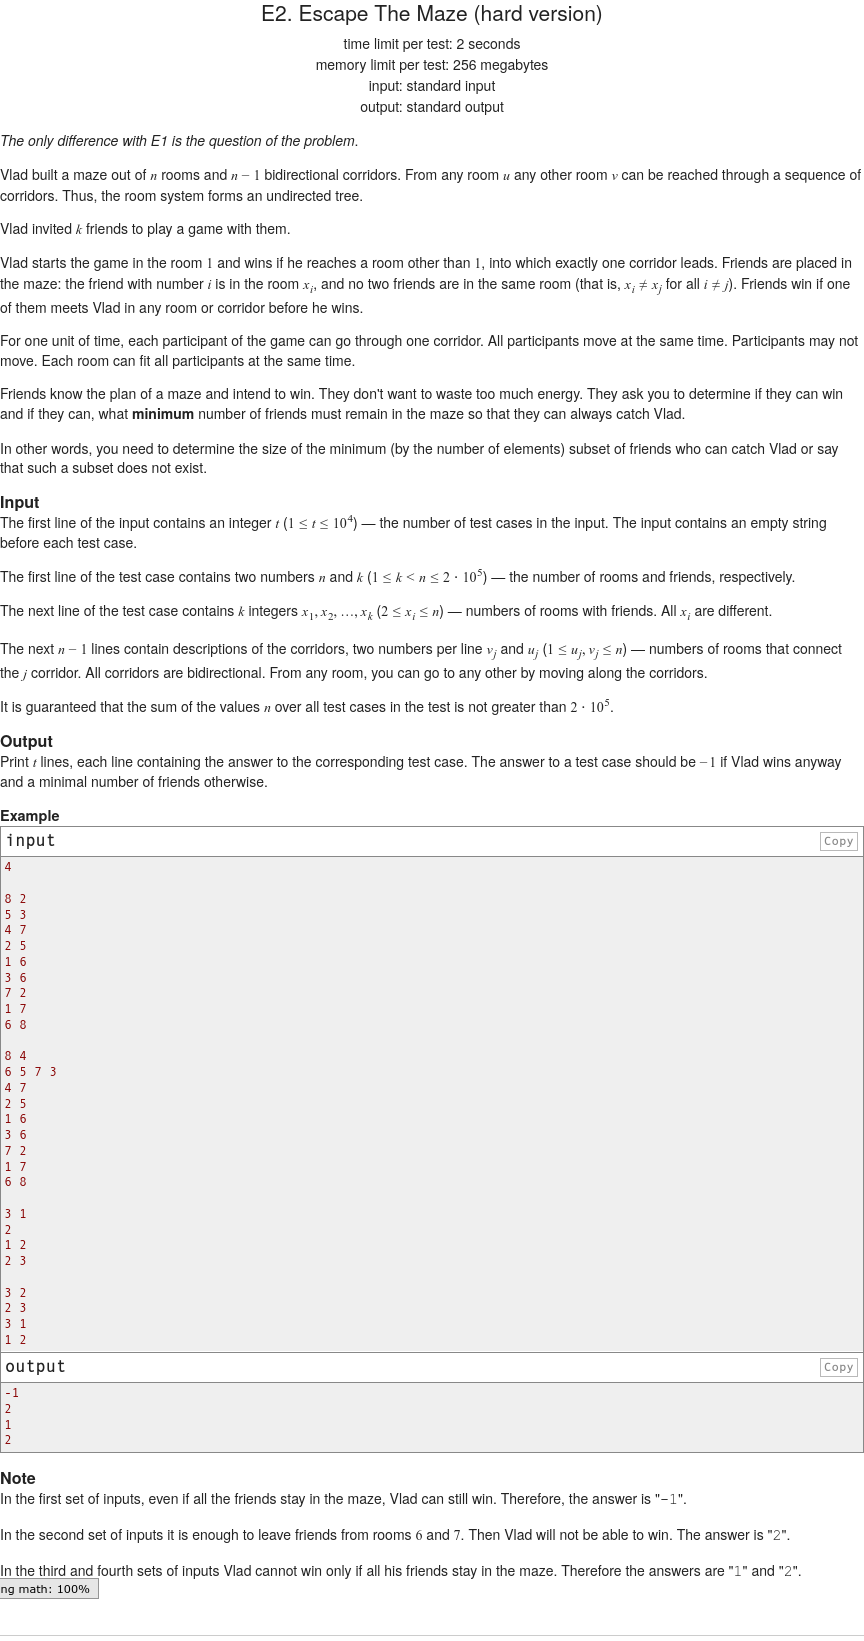 E2. Escape The Maze (hard version)
time limit per test: 2 seconds
memory limit per test: 256 megabytes
input: standard input
output: standard output
The only difference with E1 is the question of the problem.
Vlad built a maze out of n rooms and n − 1 bidirectional corridors. From any room u any other room v can be reached through a sequence of
corridors. Thus, the room system forms an undirected tree.
Vlad invited k friends to play a game with them.
Vlad starts the game in the room 1 and wins if he reaches a room other than 1, into which exactly one corridor leads. Friends are placed in
the maze: the friend with number i is in the room x_i, and no two friends are in the same room (that is, x_i ≠ x_j for all i ≠ j). Friends win if one
of them meets Vlad in any room or corridor before he wins.
For one unit of time, each participant of the game can go through one corridor. All participants move at the same time. Participants may not
move. Each room can fit all participants at the same time.
Friends know the plan of a maze and intend to win. They don't want to waste too much energy. They ask you to determine if they can win
and if they can, what minimum number of friends must remain in the maze so that they can always catch Vlad.
In other words, you need to determine the size of the minimum (by the number of elements) subset of friends who can catch Vlad or say
that such a subset does not exist.
Input
The first line of the input contains an integer t (1 ≤ t ≤ 10^4) — the number of test cases in the input. The input contains an empty string
before each test case.
The first line of the test case contains two numbers n and k (1 ≤ k < n ≤ 2 · 10^5) — the number of rooms and friends, respectively.
The next line of the test case contains k integers x_1, x_2, …, x_k (2 ≤ x_i ≤ n) — numbers of rooms with friends. All x_i are different.
The next n − 1 lines contain descriptions of the corridors, two numbers per line v_j and u_j (1 ≤ u_j, v_j ≤ n) — numbers of rooms that connect
the j corridor. All corridors are bidirectional. From any room, you can go to any other by moving along the corridors.
It is guaranteed that the sum of the values n over all test cases in the test is not greater than 2 · 10^5.
Output
Print t lines, each line containing the answer to the corresponding test case. The answer to a test case should be −1 if Vlad wins anyway
and a minimal number of friends otherwise.
Example
input Copy
4
8 2
5 3
4 7
2 5
1 6
3 6
7 2
1 7
6 8
8 4
6 5 7 3
4 7
2 5
1 6
3 6
7 2
1 7
6 8
3 1
2
1 2
2 3
3 2
2 3
3 1
1 2
output Copy
-1
2
1
2
Note
In the first set of inputs, even if all the friends stay in the maze, Vlad can still win. Therefore, the answer is "-1".
In the second set of inputs it is enough to leave friends from rooms 6 and 7. Then Vlad will not be able to win. The answer is "2".
In the third and fourth sets of inputs Vlad cannot win only if all his friends stay in the maze. Therefore the answers are "1" and "2".
ng math: 100%